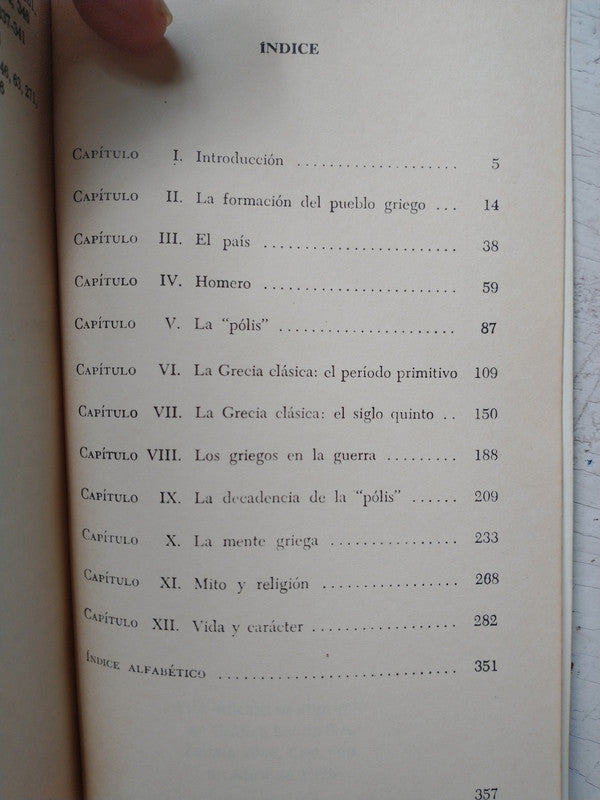 ÍNDICE
CAPÍTULO I. Introducción .................. 5
CAPÍTULO II. La formación del pueblo griego ... 14
CAPÍTULO III. El país ...................... 38
CAPÍTULO IV. Homero ...................... 59
CAPÍTULO V. La "pólis" .................... 87
CAPÍTULO VI. La Grecia clásica: el período primitivo 109
CAPÍTULO VII. La Grecia clásica: el siglo quinto .. 150
CAPÍTULO VIII. Los griegos en la guerra ......... 188
CAPÍTULO IX. La decadencia de la "pólis" ...... 209
CAPÍTULO X. La mente griega ................ 233
CAPÍTULO XI. Mito y religión ................. 268
CAPÍTULO XII. Vida y carácter .................. 282
ÍNDICE ALFABÉTICO ............................ 351
357